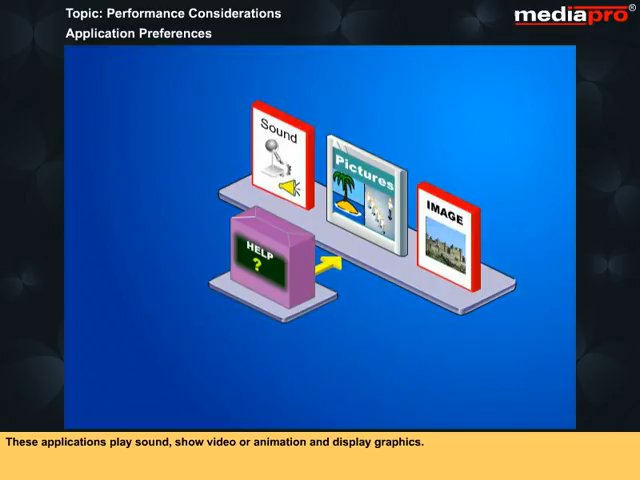 Topic: Performance Considerations
Application Preferences
mediapro®
Sound
Pictures
IMAGE
HELP
?
These applications play sound, show video or animation and display graphics.